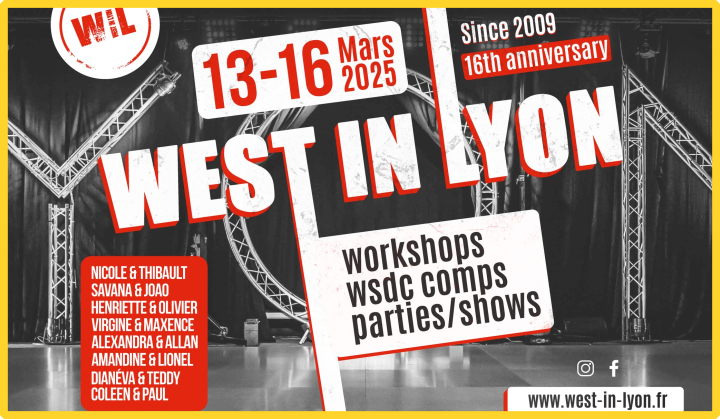 WIL
13-16 Mars
2025
Since 2009
16th anniversary
WEST IN LYON
workshops
wsdc comps
parties/shows
NICOLE & THIBAULT
SAVANA & JOAO
HENRIETTE & OLIVIER
VIRGINE & MAXENCE
ALEXANDRA & ALLAN
AMANDINE & LIONEL
DIANÉVA & TEDDY
COLEEN & PAUL
www.west-in-lyon.fr